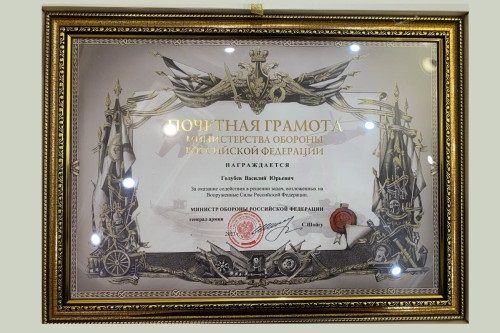 ПОЧЕТНАЯ ГРАМОТА
МИНИСТЕРСТВА ОБОРОНЫ
РОССИЙСКОЙ ФЕДЕРАЦИИ
НАГРАЖДАЕТСЯ
Голубев Василий Юрьевич
За оказание содействия в решении задач, возложенных на
Вооруженные Силы Российской Федерации.
МИНИСТР ОБОРОНЫ РОССИЙСКОЙ ФЕДЕРАЦИИ
генерал армии
С.Шойгу